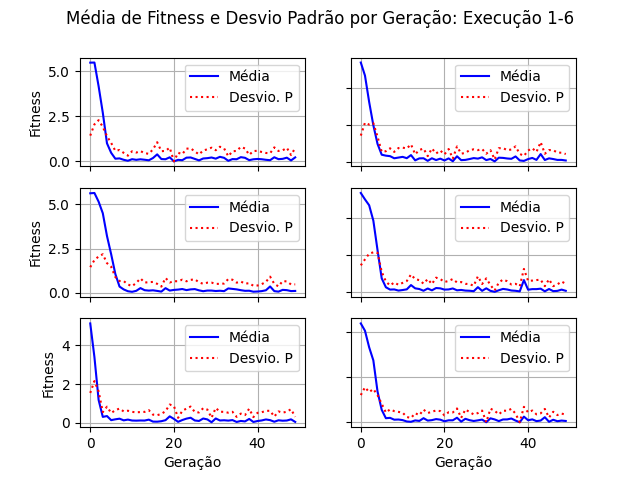 Média de Fitness e Desvio Padrão por Geração: Execução 1-6
Fitness
5.0
2.5
0.0
Média
Desvio. P
Média
Desvio. P
Fitness
5.0
2.5
0.0
Média
Desvio. P
Média
Desvio. P
Fitness
4
2
0
Média
Desvio. P
Média
Desvio. P
0 20 40
0 20 40
Geração
Geração